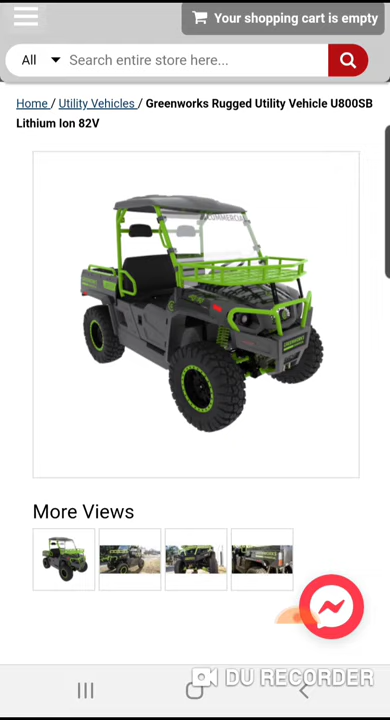 Your shopping cart is empty
All
Search entire store here...
Home / Utility Vehicles / Greenworks Rugged Utility Vehicle U800SB
Lithium Ion 82V
COMMERCIAL
More Views
DU RECORDER